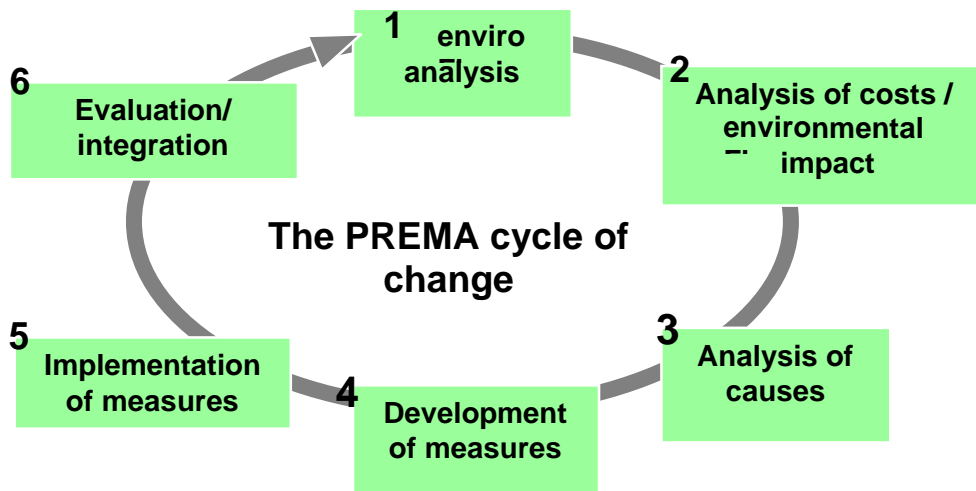 1
enviro
analysis
2
Analysis of costs /
environmental
impact
3
Analysis of
causes
4
Development
of measures
5
Implementation
of measures
6
Evaluation/
integration
The PREMA cycle of
change